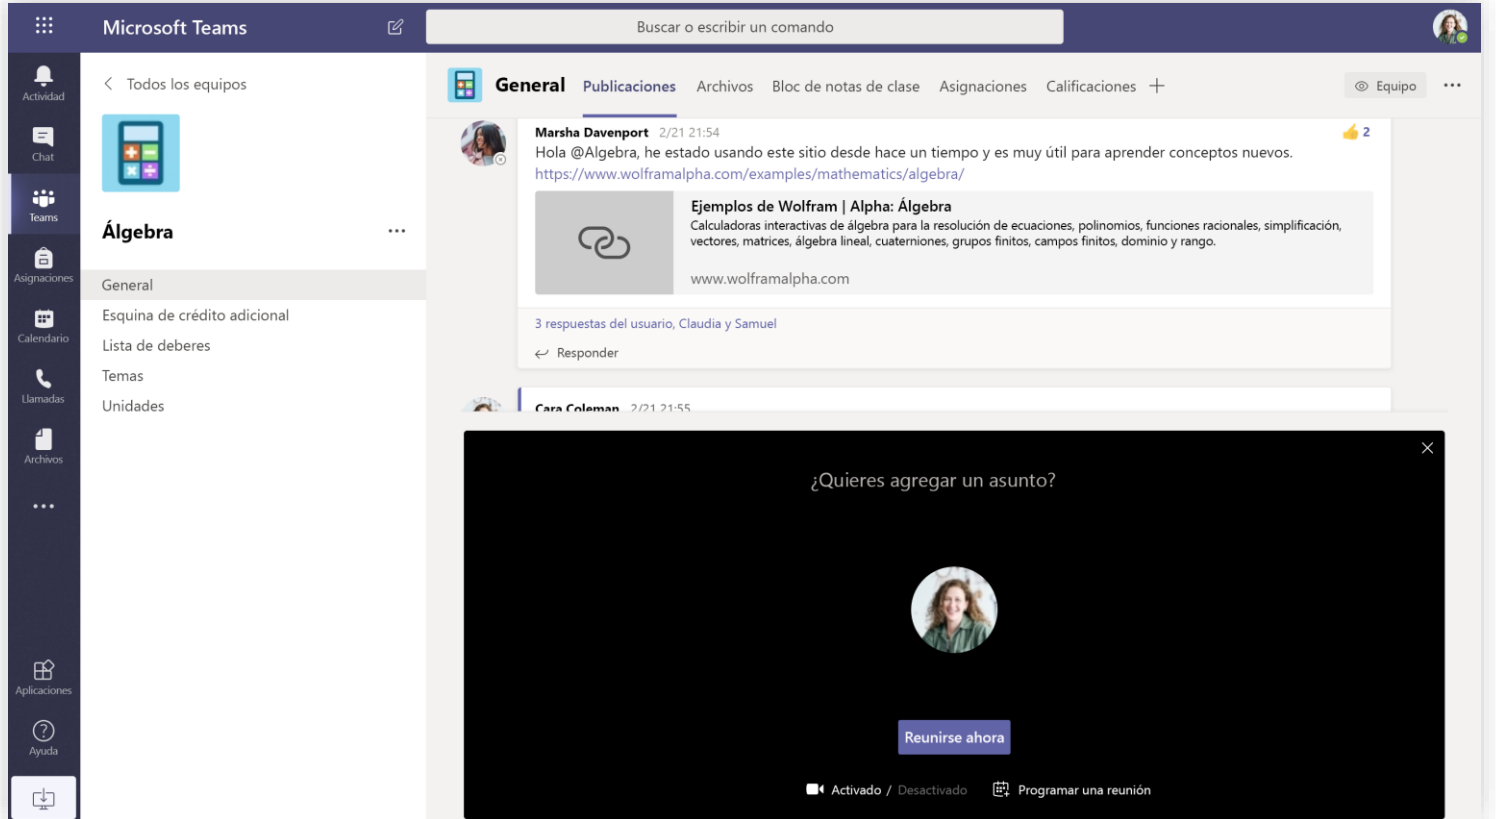 Microsoft Teams
Buscar o escribir un comando
Actividad
Chat
Teams
Asignaciones
Calendario
Llamadas
Archivos
Aplicaciones
Ayuda
Todos los equipos
Álgebra
General
Esquina de crédito adicional
Lista de deberes
Temas
Unidades
General Publicaciones Archivos Bloc de notas de clase Asignaciones Calificaciones
Equipo
Marsha Davenport 2/21 21:54
2
Hola @Algebra, he estado usando este sitio desde hace un tiempo y es muy útil para aprender conceptos nuevos.
https://www.wolframalpha.com/examples/mathematics/algebra/
Ejemplos de Wolfram | Alpha: Álgebra
Calculadoras interactivas de álgebra para la resolución de ecuaciones, polinomios, funciones racionales, simplificación,
vectores, matrices, álgebra lineal, cuaterniones, grupos finitos, campos finitos, dominio y rango.
www.wolframalpha.com
3 respuestas del usuario, Claudia y Samuel
Responder
Cara Coleman 2/21 21:55
¿Quieres agregar un asunto?
Reunirse ahora
Activado / Desactivado
Programar una reunión